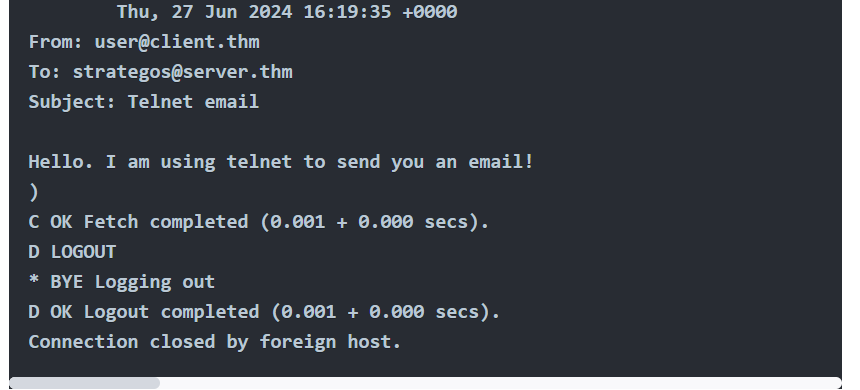 Thu, 27 Jun 2024 16:19:35 +0000
From: user@client.thm
To: strategos@server.thm
Subject: Telnet email
Hello. I am using telnet to send you an email!
)
C OK Fetch completed (0.001 + 0.000 secs).
D LOGOUT
* BYE Logging out
D OK Logout completed (0.001 + 0.000 secs).
Connection closed by foreign host.